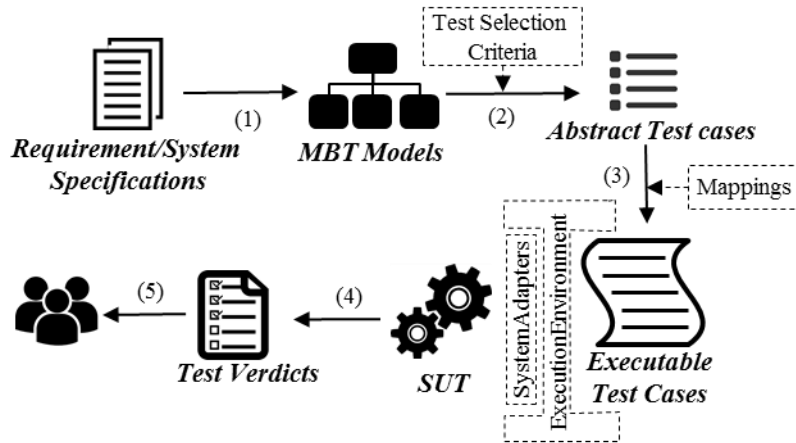 Test Selection
Criteria
(1)
(2)
Requirement/System
Specifications
MBT Models
Abstract Test cases
(3)
Mappings
SystemAdapters
ExecutionEnvironment
(5)
(4)
Test Verdicts
SUT
Executable
Test Cases